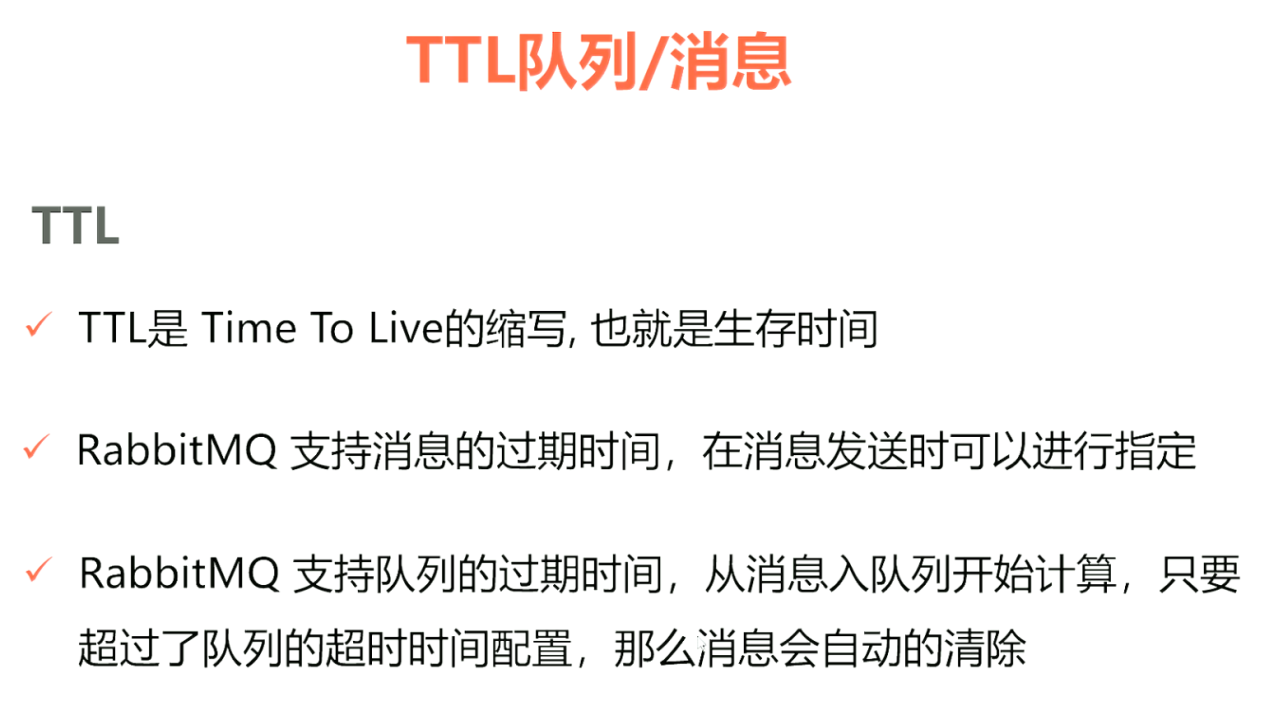 TTL队列/消息
TTL
TTL是 Time To Live的缩写, 也就是生存时间
RabbitMQ 支持消息的过期时间，在消息发送时可以进行指定
RabbitMQ 支持队列的过期时间，从消息入队列开始计算，只要
超过了队列的超时时间配置，那么消息会自动的清除